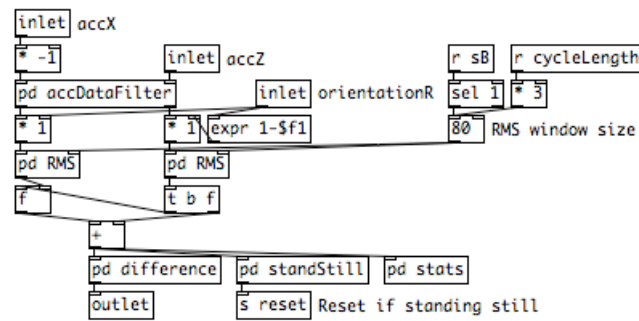 inlet accX
* -1 inlet accZ r sB r cycleLength
pd accDataFilter inlet orientationR sel 1 * 3
* 1 * 1 expr 1-$f1 80 RMS window size
pd RMS pd RMS
f t b f
+
pd difference pd standStill pd stats
outlet s reset Reset if standing still